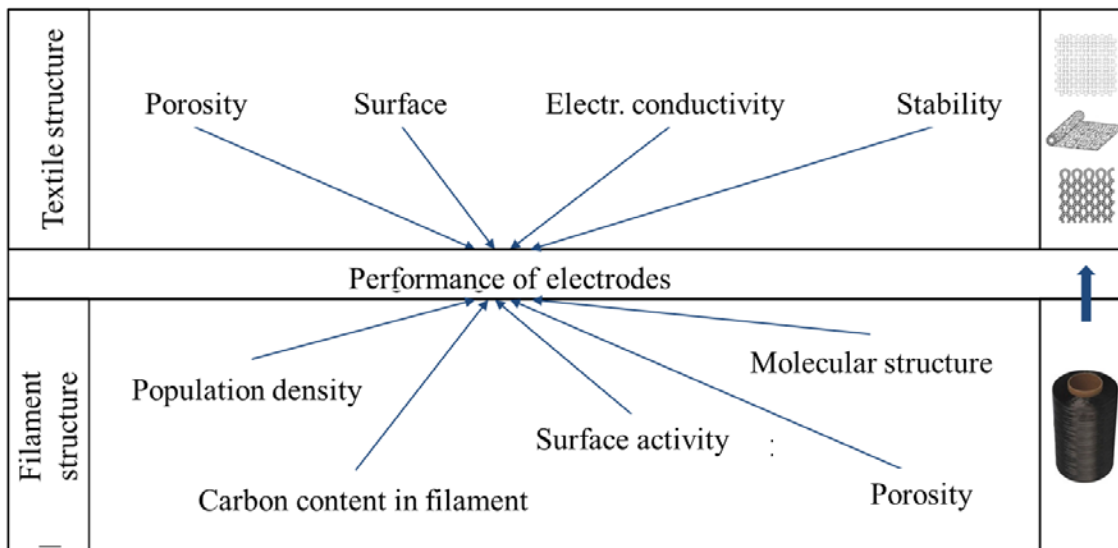 Textile structure
Porosity
Surface
Electr. conductivity
Stability
Performance of electrodes
Filament
structure
Population density
Molecular structure
Surface activity
:
Carbon content in filament
Porosity